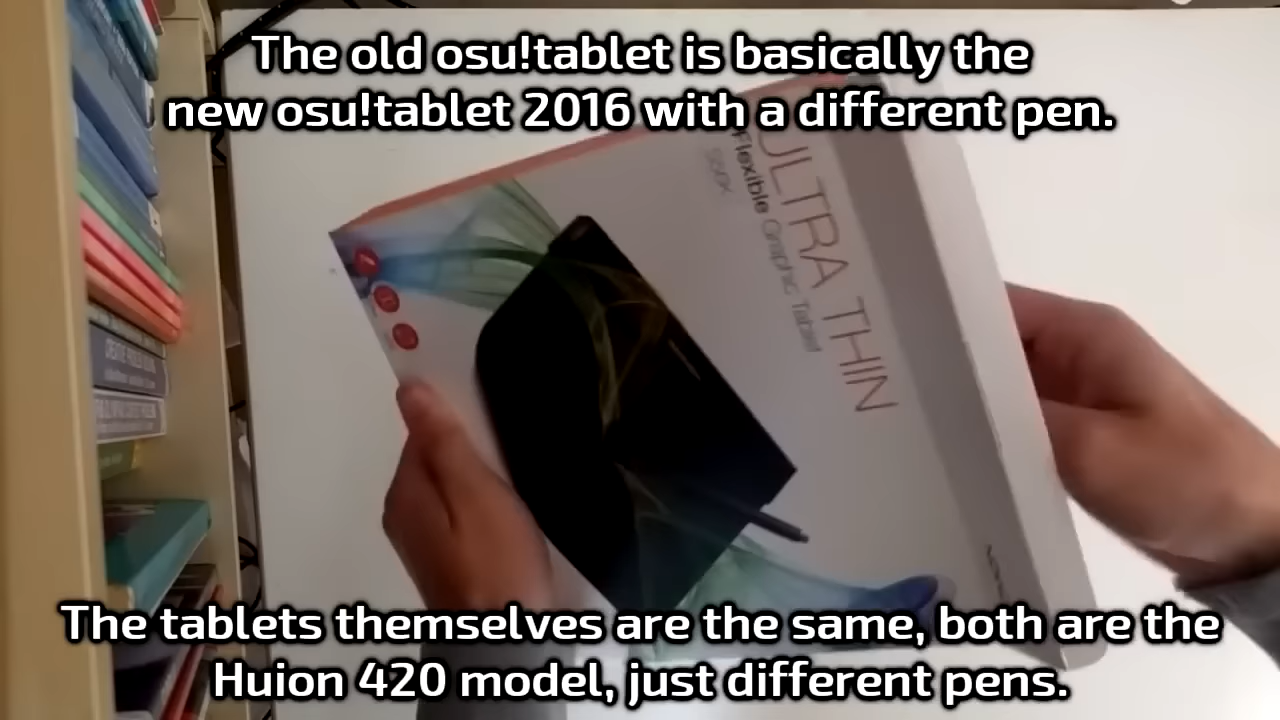 The old osu!tablet is basically the
new osu!tablet 2016 with a different pen.
ULTRA THIN
Flexible Graphic Tablet
The tablets themselves are the same, both are the
Huion 420 model, just different pens.